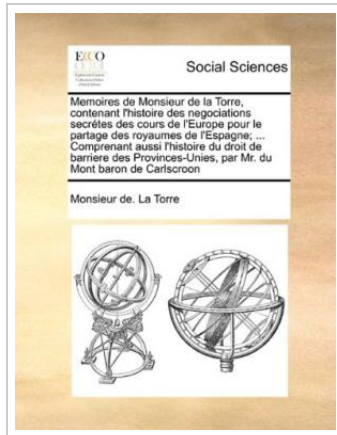 ECCO
Social Sciences
Memoires de Monsieur de la Torre,
contenant l'histoire des negociations
secrétes des cours de l'Europe pour le
partage des royaumes de l'Espagne; ...
Comprenant aussi l'histoire du droit de
barriere des Provinces-Unies, par Mr. du
Mont baron de Carlscroon
Monsieur de. La Torre